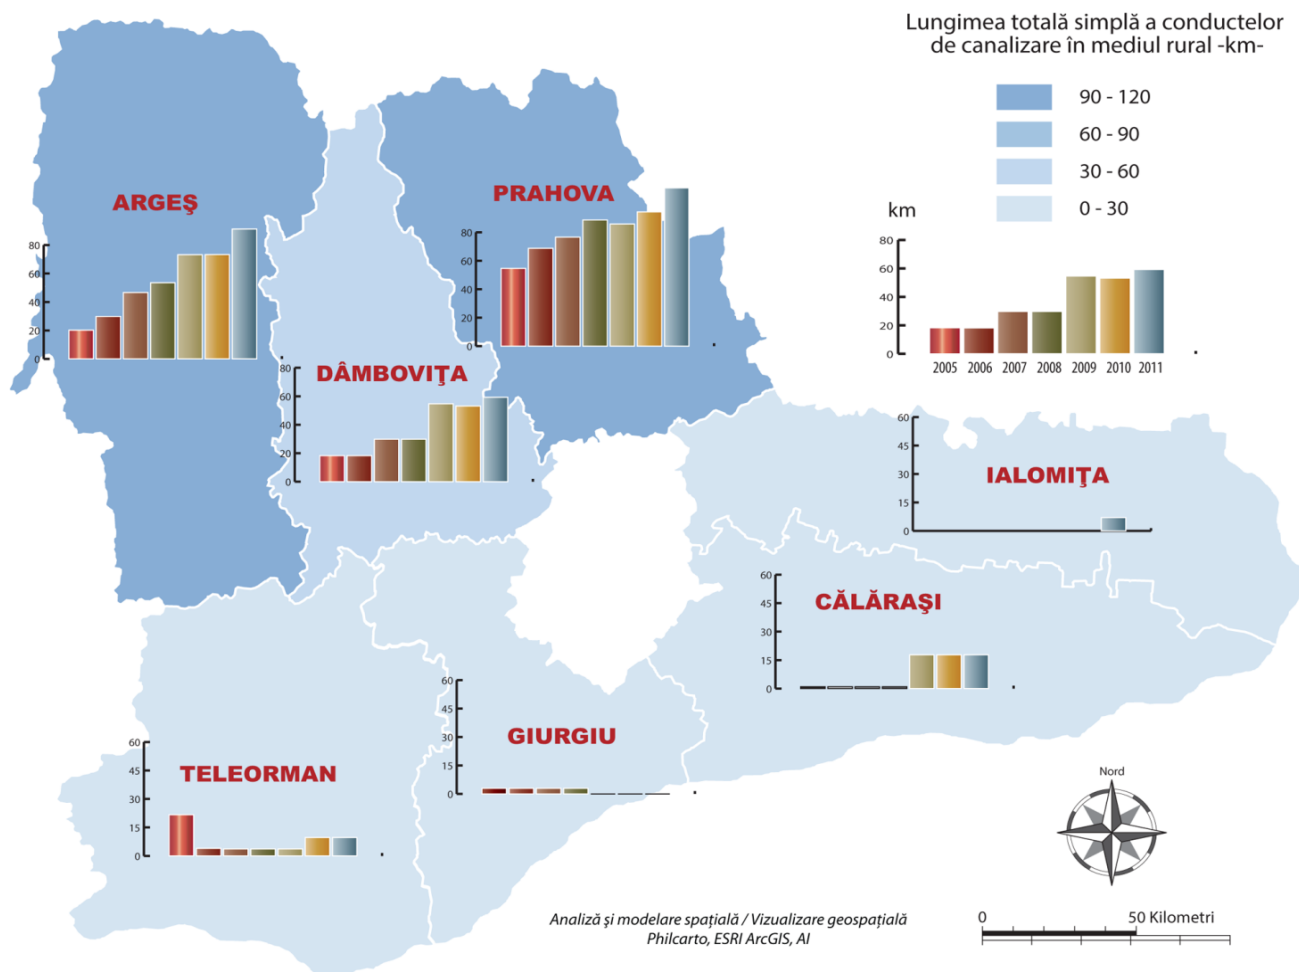 Lungimea totală simplă a conductelor
de canalizare în mediul rural -km-
90 - 120
60 - 90
30 - 60
0 - 30
km
80
60
40
20
0
2005 2006 2007 2008 2009 2010 2011
ARGEŞ
80
60
40
20
0
PRAHOVA
80
60
40
20
0
DÂMBOVIŢA
80
60
40
20
0
IALOMIŢA
60
45
30
15
0
CĂLĂRAŞI
60
45
30
15
0
GIURGIU
60
45
30
15
0
TELEORMAN
60
45
30
15
0
Nord
0 50 Kilometri
Analiză şi modelare spaţială / Vizualizare geospaţială
Philcarto, ESRI ArcGIS, AI